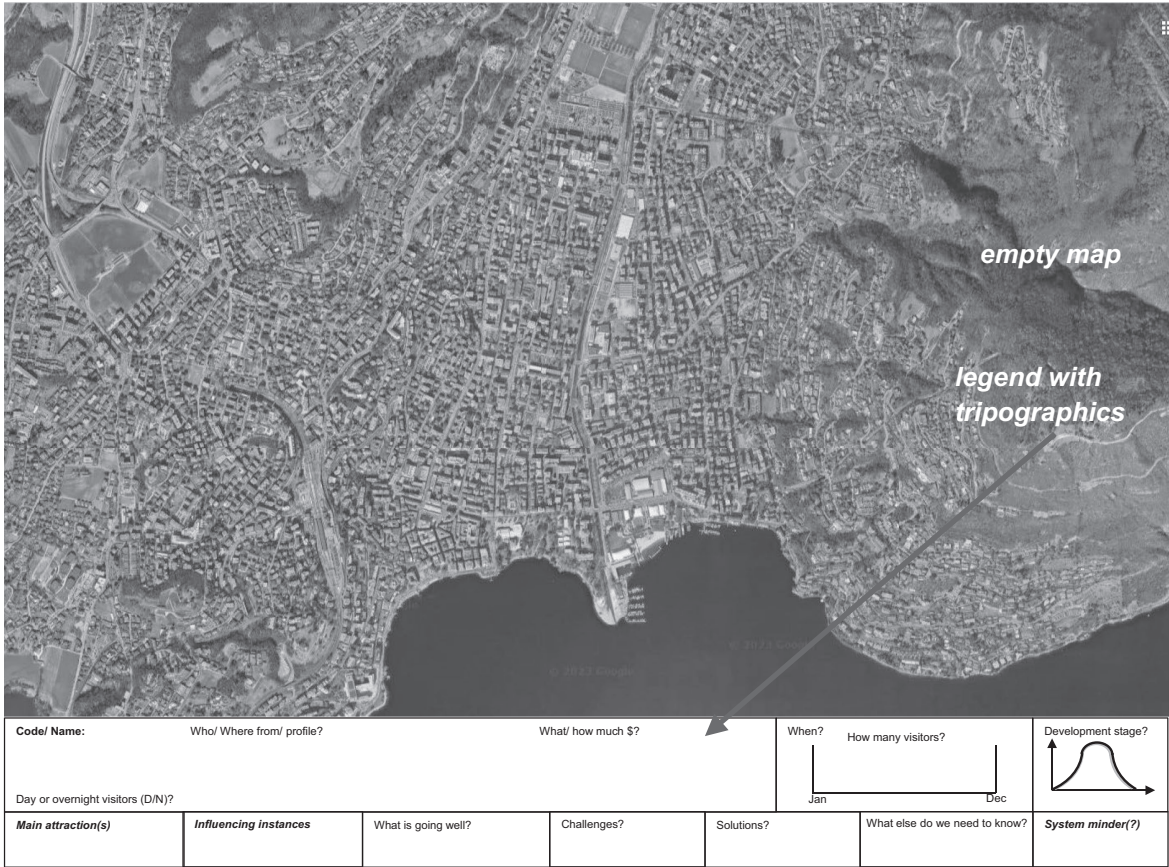 empty map
legend with
tripographics
© 2023 Google
© 2023 Google
Code/ Name:
Who/ Where from/ profile?
What/ how much $?
When?
How many visitors?
Development stage?
Jan
Dec
Day or overnight visitors (D/N)?
Main attraction(s)
Influencing instances
What is going well?
Challenges?
Solutions?
What else do we need to know?
System minder(?)